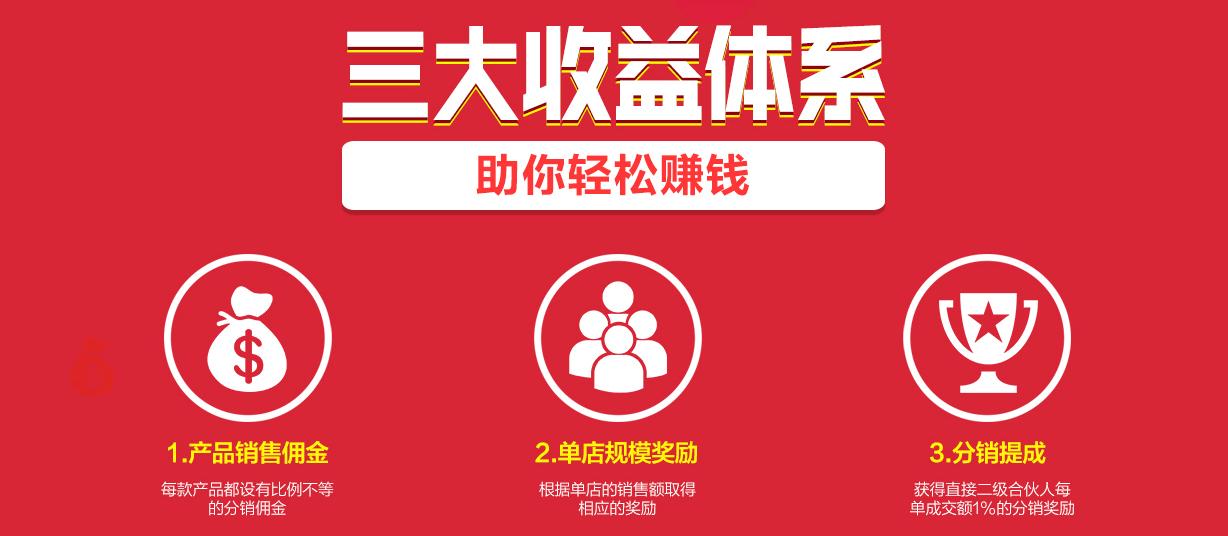 三大收益体系
助你轻松赚钱
$
1.产品销售佣金
2.单店规模奖励
3.分销提成
每款产品都设有比例不等
的分销佣金
根据单店的销售额取得
相应的奖励
获得直接二级合伙人每
单成交额1%的分销奖励